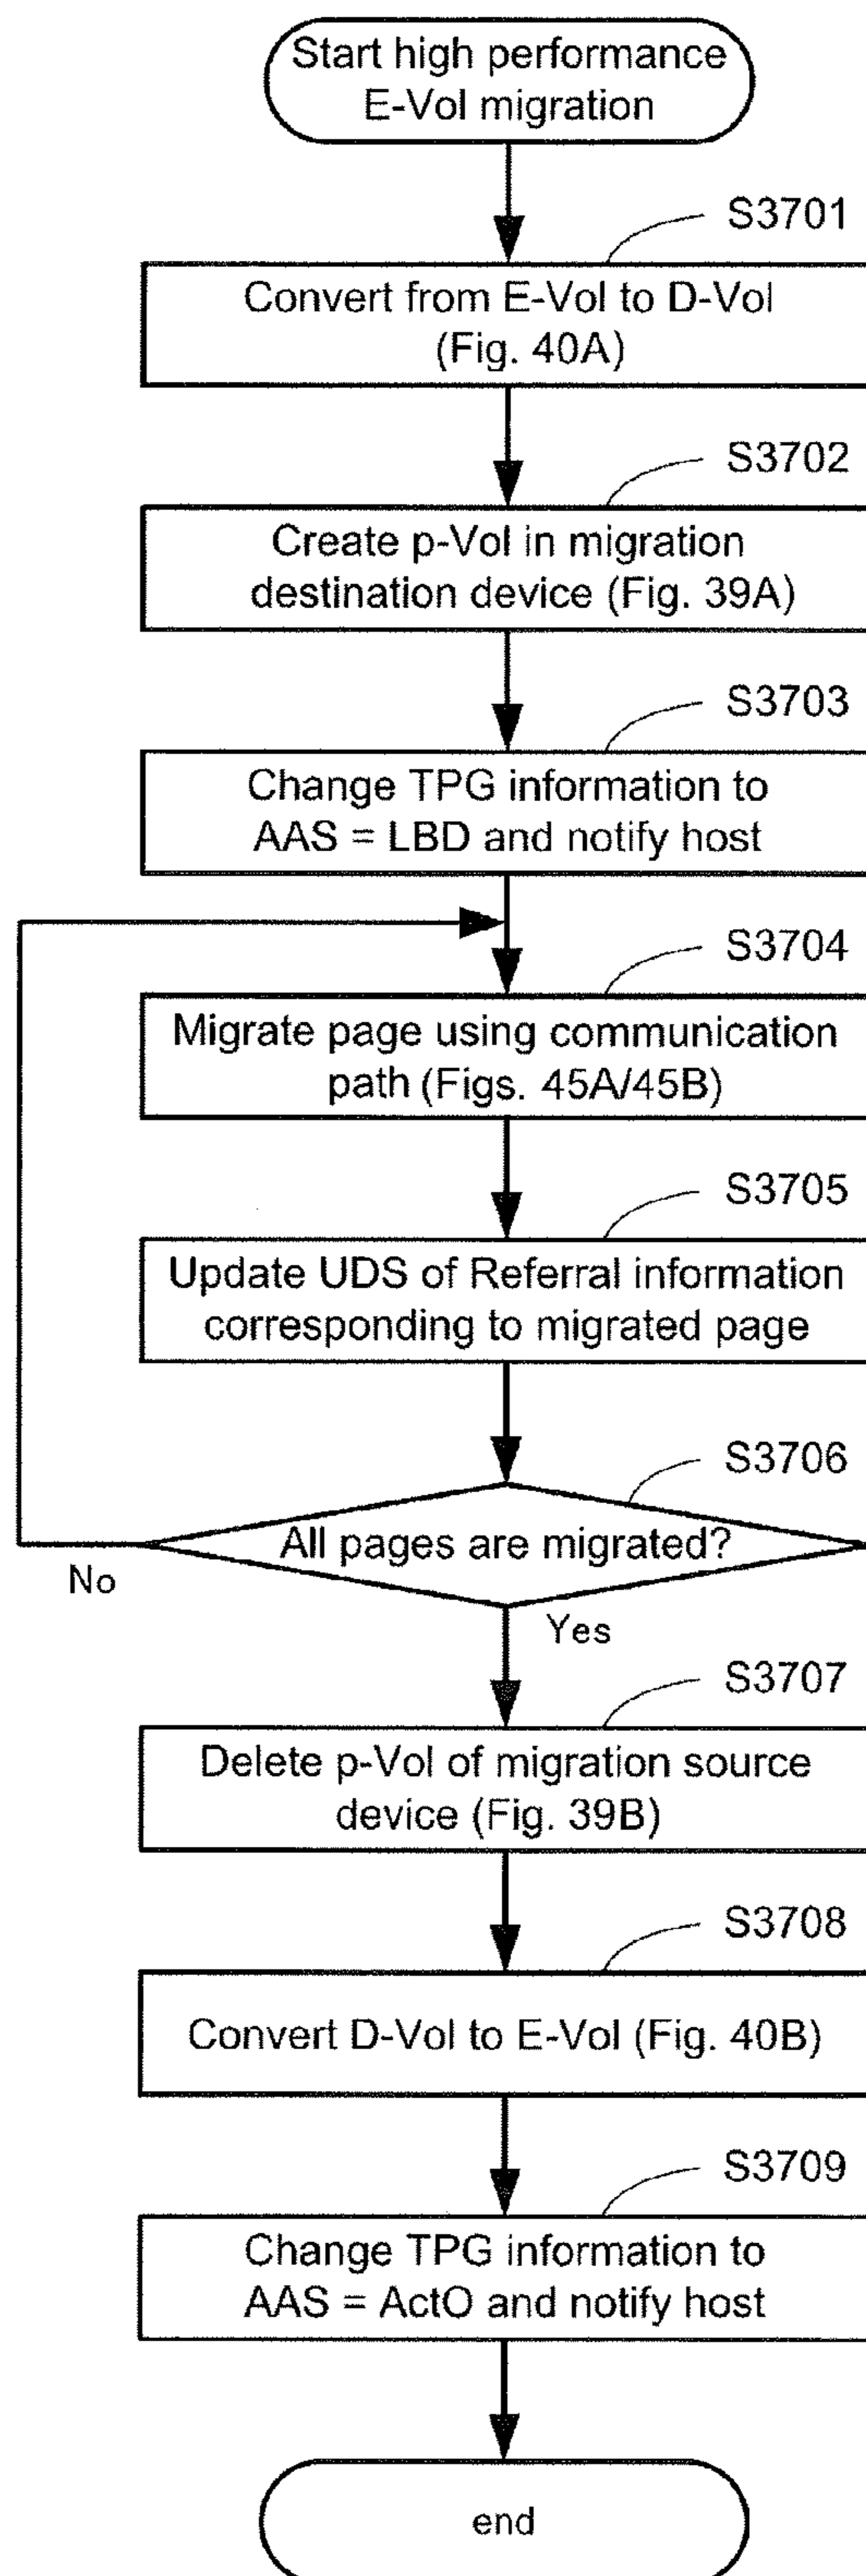 Start high performance
E-Vol migration
S3701
Convert from E-Vol to D-Vol
(Fig. 40A)
S3702
Create p-Vol in migration
destination device (Fig. 39A)
S3703
Change TPG information to
AAS = LBD and notify host
S3704
Migrate page using communication
path (Figs. 45A/45B)
S3705
Update UDS of Referral information
corresponding to migrated page
S3706
All pages are migrated?
No
Yes
S3707
Delete p-Vol of migration source
device (Fig. 39B)
S3708
Convert D-Vol to E-Vol (Fig. 40B)
S3709
Change TPG information to
AAS = ActO and notify host
end